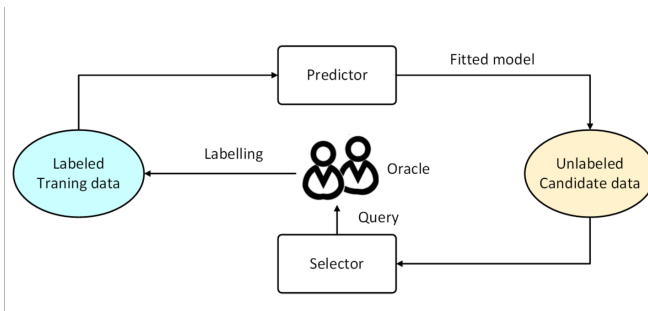 Predictor
Fitted model
Labeled
Traning data
Labelling
Oracle
Unlabeled
Candidate data
Query
Selector